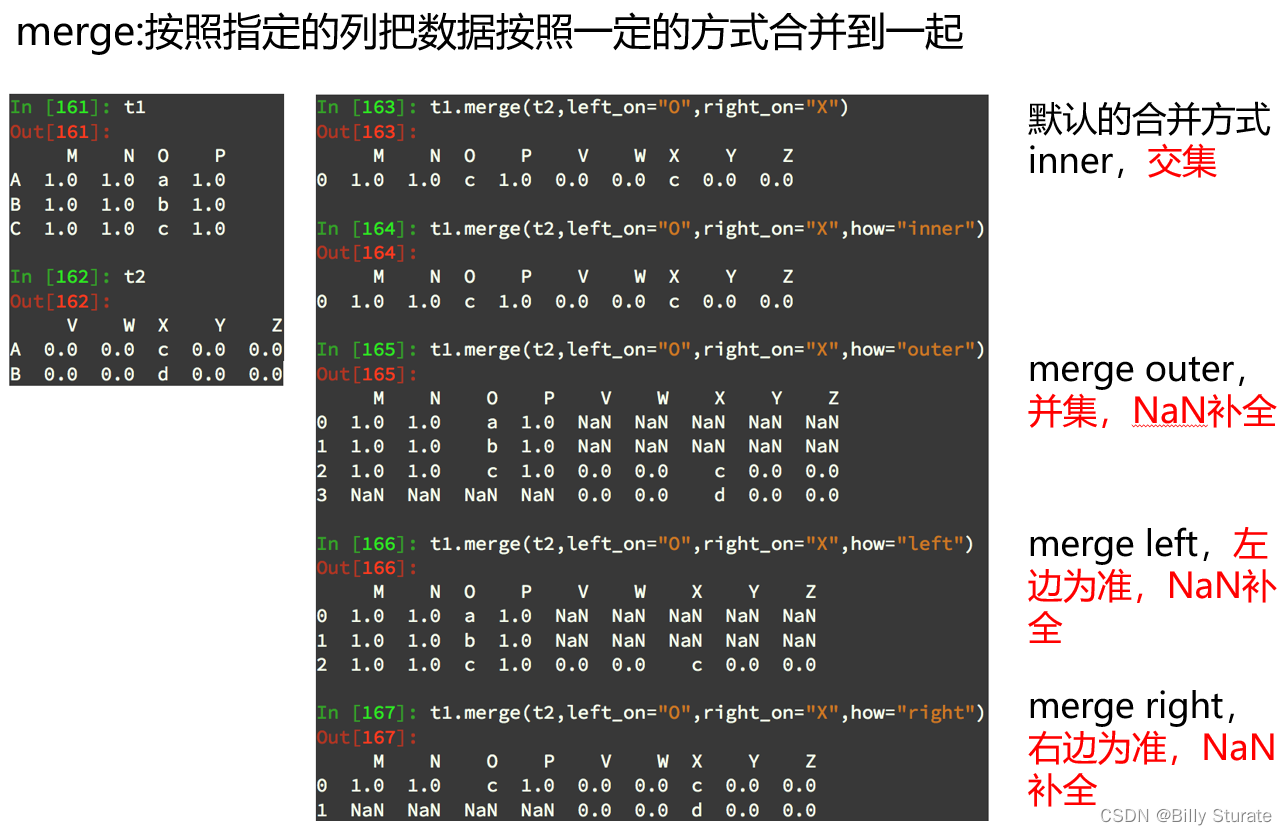 merge:按照指定的列把数据按照一定的方式合并到一起
In [161]: t1
Out[161]:
M N O P
A 1.0 1.0 a 1.0
B 1.0 1.0 b 1.0
C 1.0 1.0 c 1.0
In [162]: t2
Out[162]:
V W X Y Z
A 0.0 0.0 c 0.0 0.0
B 0.0 0.0 d 0.0 0.0
In [163]: t1.merge(t2,left_on="O",right_on="X")
Out[163]:
M N O P V W X Y Z
0 1.0 1.0 c 1.0 0.0 0.0 c 0.0 0.0
In [164]: t1.merge(t2,left_on="O",right_on="X",how="inner")
Out[164]:
M N O P V W X Y Z
0 1.0 1.0 c 1.0 0.0 0.0 c 0.0 0.0
In [165]: t1.merge(t2,left_on="O",right_on="X",how="outer")
Out[165]:
M N O P V W X Y Z
0 1.0 1.0 a 1.0 NaN NaN NaN NaN NaN
1 1.0 1.0 b 1.0 NaN NaN NaN NaN NaN
2 1.0 1.0 c 1.0 0.0 0.0 c 0.0 0.0
3 NaN NaN NaN NaN 0.0 0.0 d 0.0 0.0
In [166]: t1.merge(t2,left_on="O",right_on="X",how="left")
Out[166]:
M N O P V W X Y Z
0 1.0 1.0 a 1.0 NaN NaN NaN NaN NaN
1 1.0 1.0 b 1.0 NaN NaN NaN NaN NaN
2 1.0 1.0 c 1.0 0.0 0.0 c 0.0 0.0
In [167]: t1.merge(t2,left_on="O",right_on="X",how="right")
Out[167]:
M N O P V W X Y Z
0 1.0 1.0 c 1.0 0.0 0.0 c 0.0 0.0
1 NaN NaN NaN NaN 0.0 0.0 d 0.0 0.0
默认的合并方式
inner，交集
merge outer，
并集，NaN补全
merge left，左
边为准，NaN补
全
merge right，
右边为准，NaN
补全
CSDN @Billy Sturate